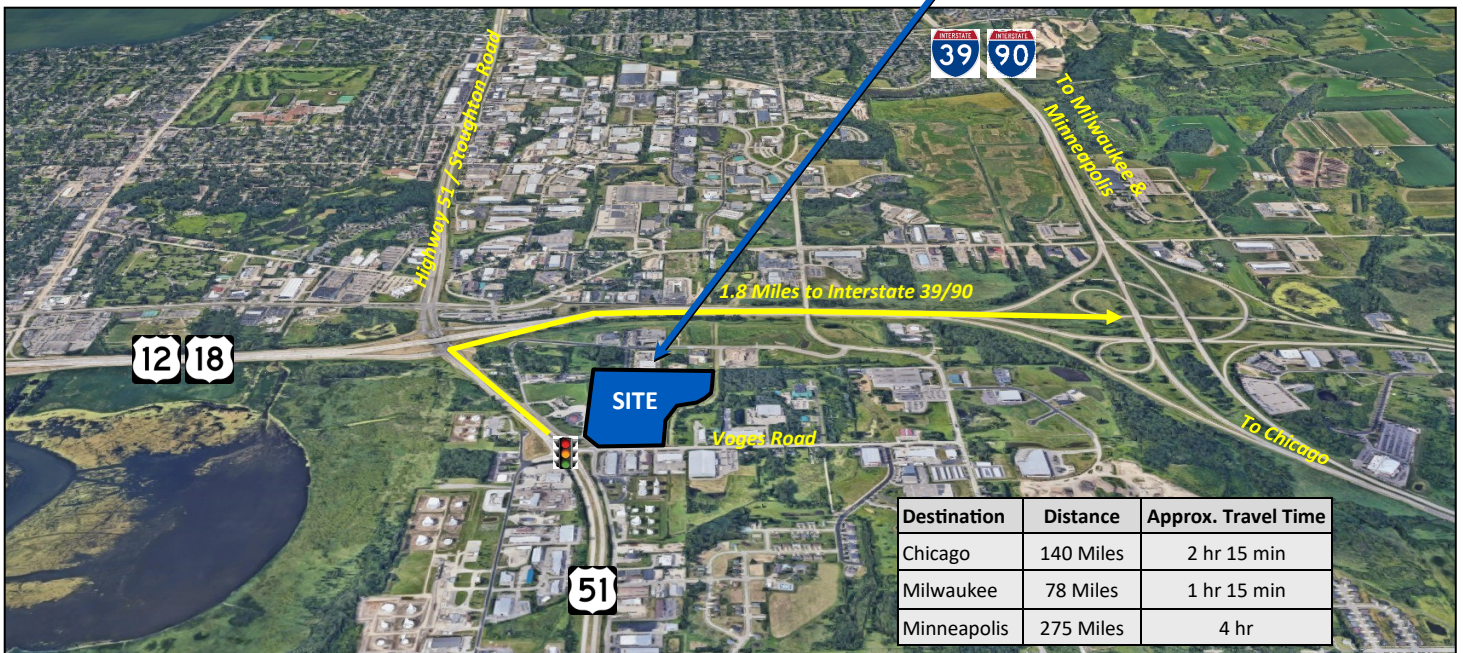 INTERSTATE
39
INTERSTATE
90
To Milwaukee &
Minneapolis
Highway 51 / Stoughton Road
1.8 Miles to Interstate 39/90
12
18
SITE
Voges Road
To Chicago
51
Destination Distance Approx. Travel Time
Chicago 140 Miles 2 hr 15 min
Milwaukee 78 Miles 1 hr 15 min
Minneapolis 275 Miles 4 hr